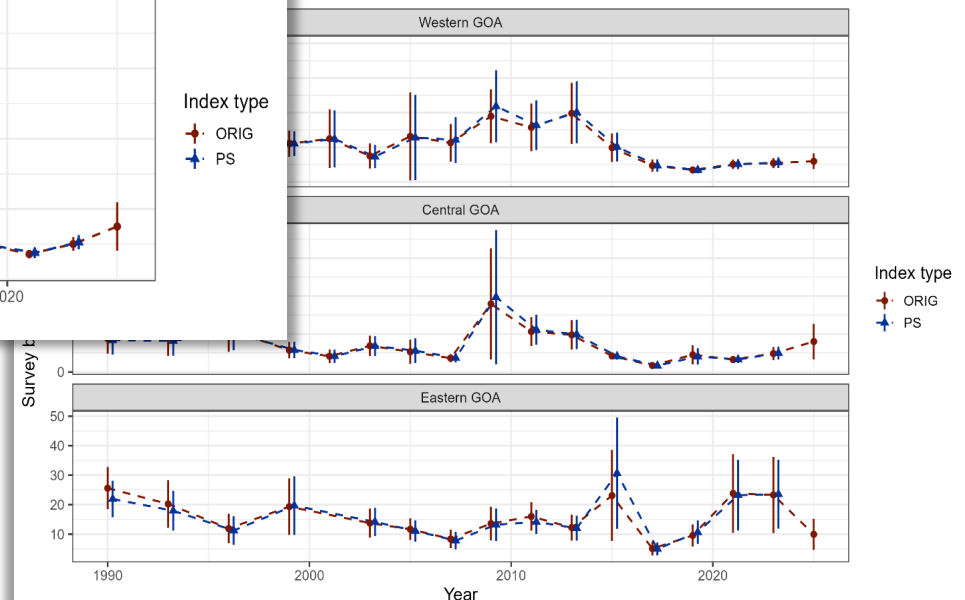 Western GOA
Index type
ORIG
PS
Central GOA
Index type
ORIG
PS
020
Survey b
0
Eastern GOA
50
40
30
20
10
1990
2000
2010
2020
Year